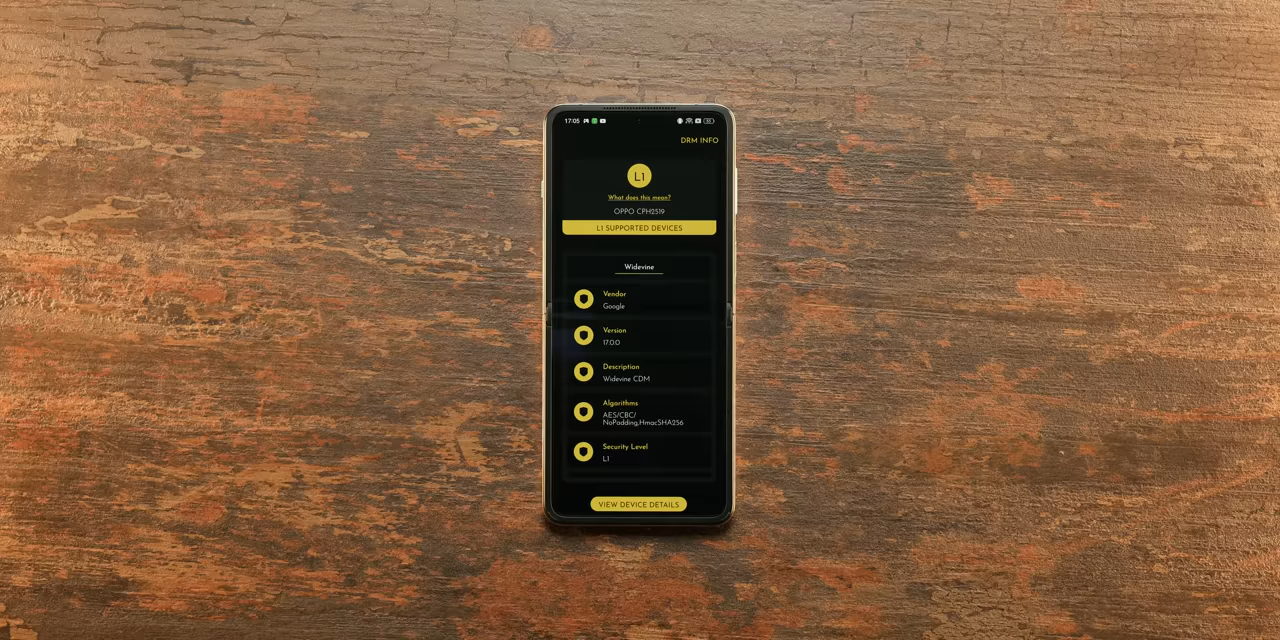 17:05
DRM INFO
L1
What does this mean?
OPPO CPH2519
L1 SUPPORTED DEVICES
Widevine
Vendor
Google
Version
17.0.0
Description
Widevine CDM
Algorithms
AES/CBC/
NoPadding,HmacSHA256
Security Level
L1
VIEW DEVICE DETAILS